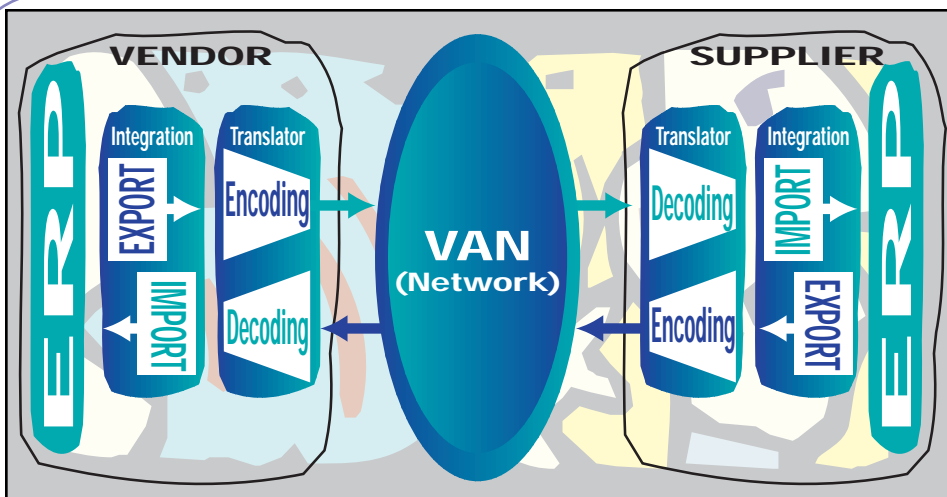 VENDOR
ERP
Integration
EXPORT
IMPORT
Translator
Encoding
Decoding
VAN
(Network)
SUPPLIER
Translator
Decoding
Encoding
Integration
IMPORT
EXPORT
ERP